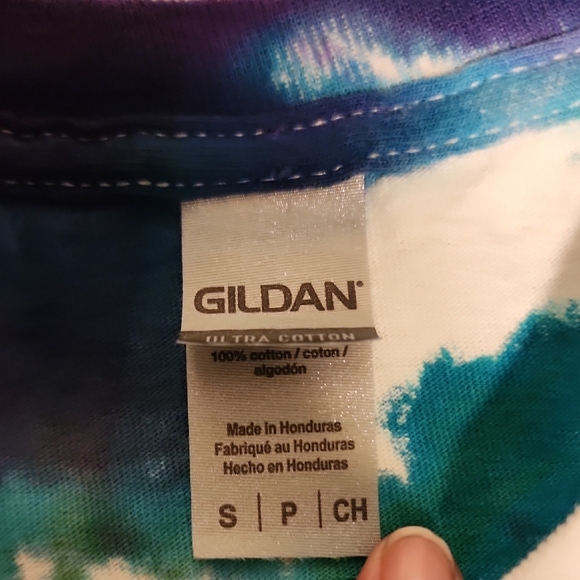 GILDAN®
ULTRA COTTON
100% cotton / coton /
algodón
Made in Honduras
Fabriqué au Honduras
Hecho en Honduras
S | P | CH